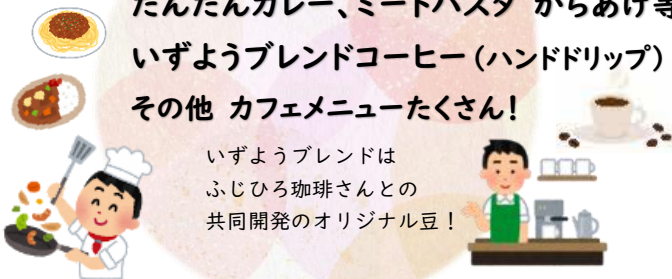 たんたんカレー、ミートパスタ からあげ等
いずようブレンドコーヒー(ハンドドリップ)
その他 カフェメニューたくさん!
いずようブレンドは
ふじひろ珈琲さんとの
共同開発のオリジナル豆!